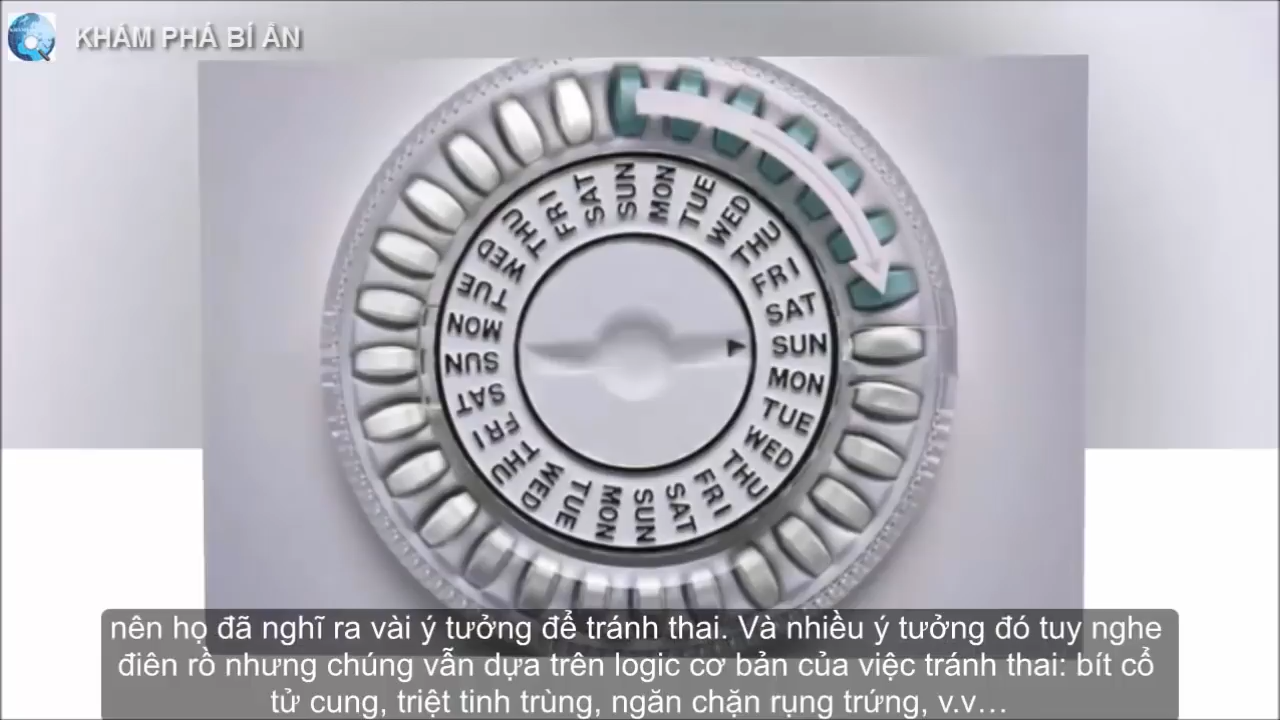 KHÁM PHÁ BÍ ẨN
SUN
MON
TUE
WED
THU
FRI
SAT
SUN
MON
TUE
WED
THU
FRI
SAT
SUN
MON
TUE
WED
THU
FRI
SAT
SUN
MON
TUE
WED
THU
FRI
SAT
nên họ đã nghĩ ra vài ý tưởng để tránh thai. Và nhiều ý tưởng đó tuy nghe
điên rồ nhưng chúng vẫn dựa trên logic cơ bản của việc tránh thai: bít cổ
tử cung, triệt tinh trùng, ngăn chặn rụng trứng, v.v…